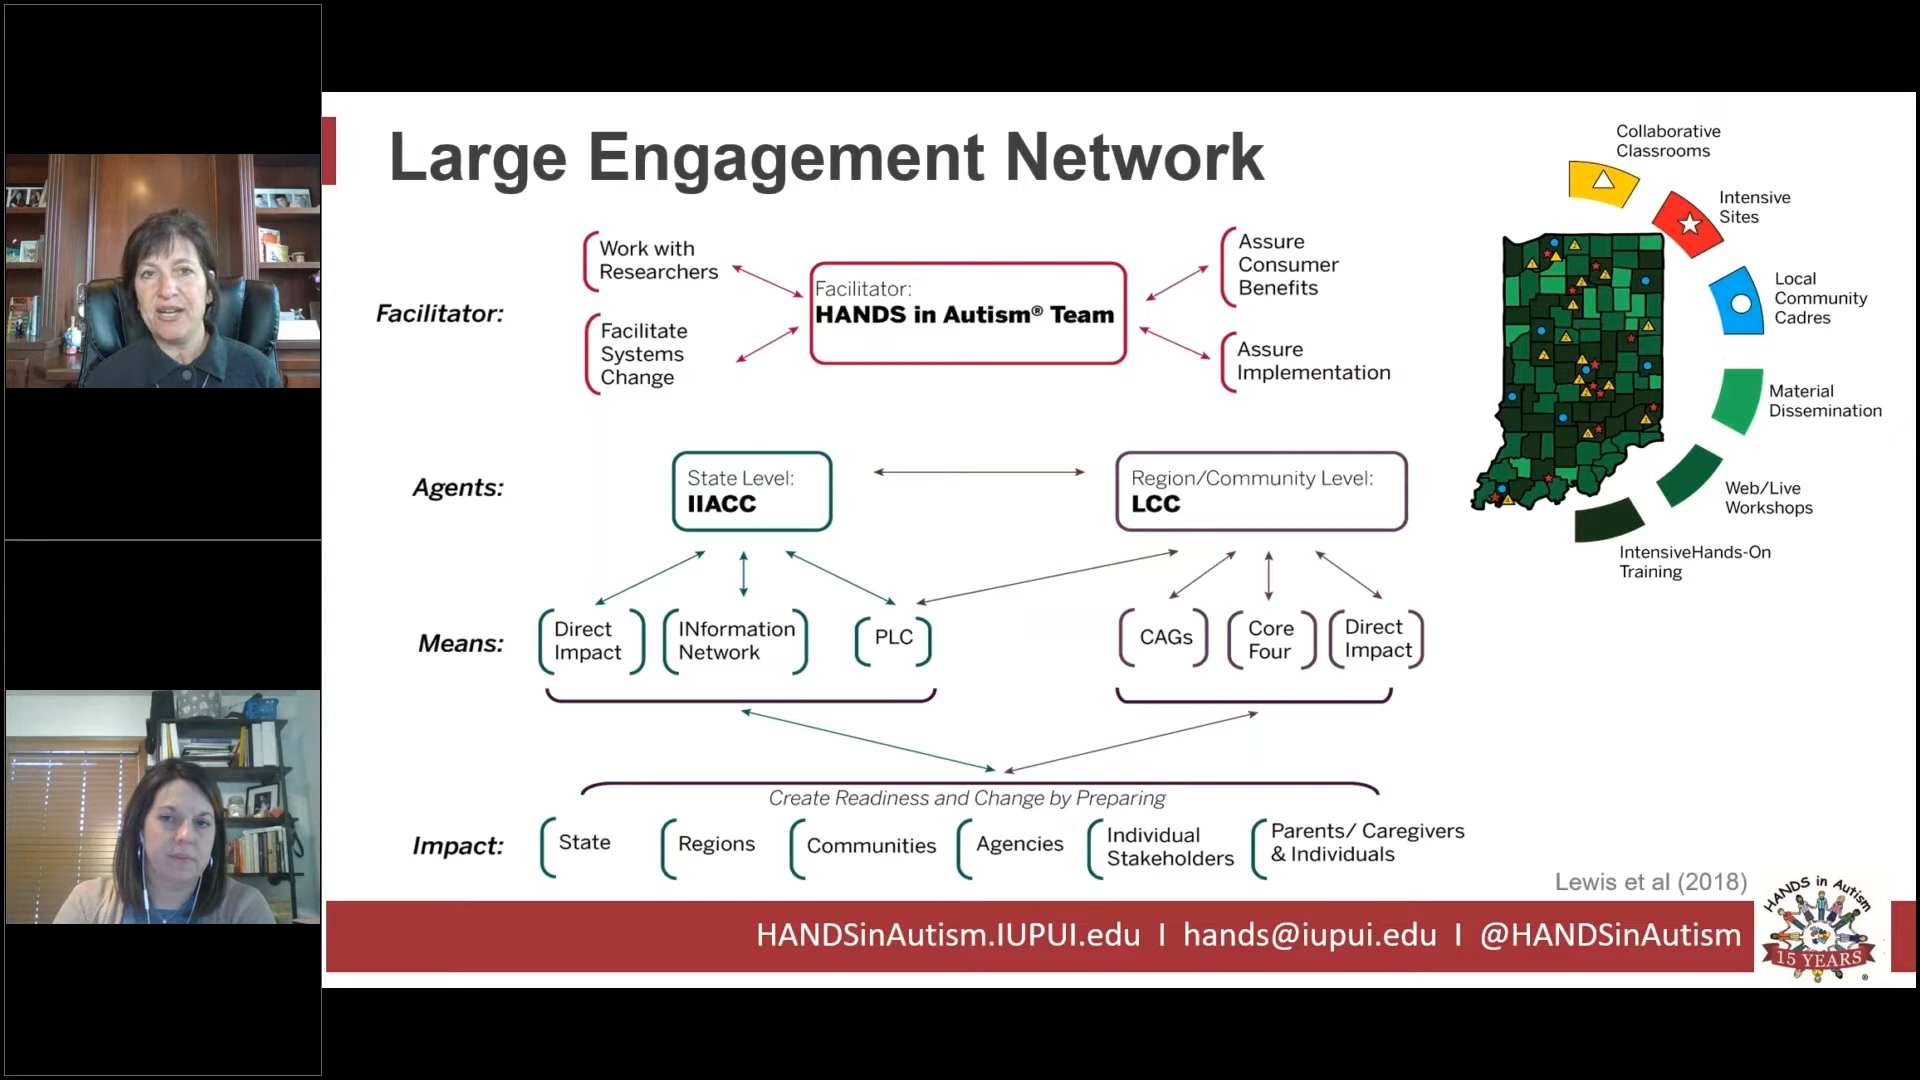 Large Engagement Network
Facilitator:
Work with
Researchers
Facilitate
Systems
Change
Facilitator:
HANDS in Autism® Team
Assure
Consumer
Benefits
Assure
Implementation
Agents:
State Level:
IIACC
Region/Community Level:
LCC
Means:
Direct
Impact
INformation
Network
PLC
CAGs
Core
Four
Direct
Impact
Create Readiness and Change by Preparing
Impact:
State
Regions
Communities
Agencies
Individual
Stakeholders
Parents/ Caregivers
& Individuals
Collaborative
Classrooms
Intensive
Sites
Local
Community
Cadres
Material
Dissemination
Web/Live
Workshops
IntensiveHands-On
Training
Lewis et al (2018)
HANDSinAutism.IUPUI.edu I hands@iupui.edu I @HANDSinAutism
HANDS in Autism
15 YEARS
®